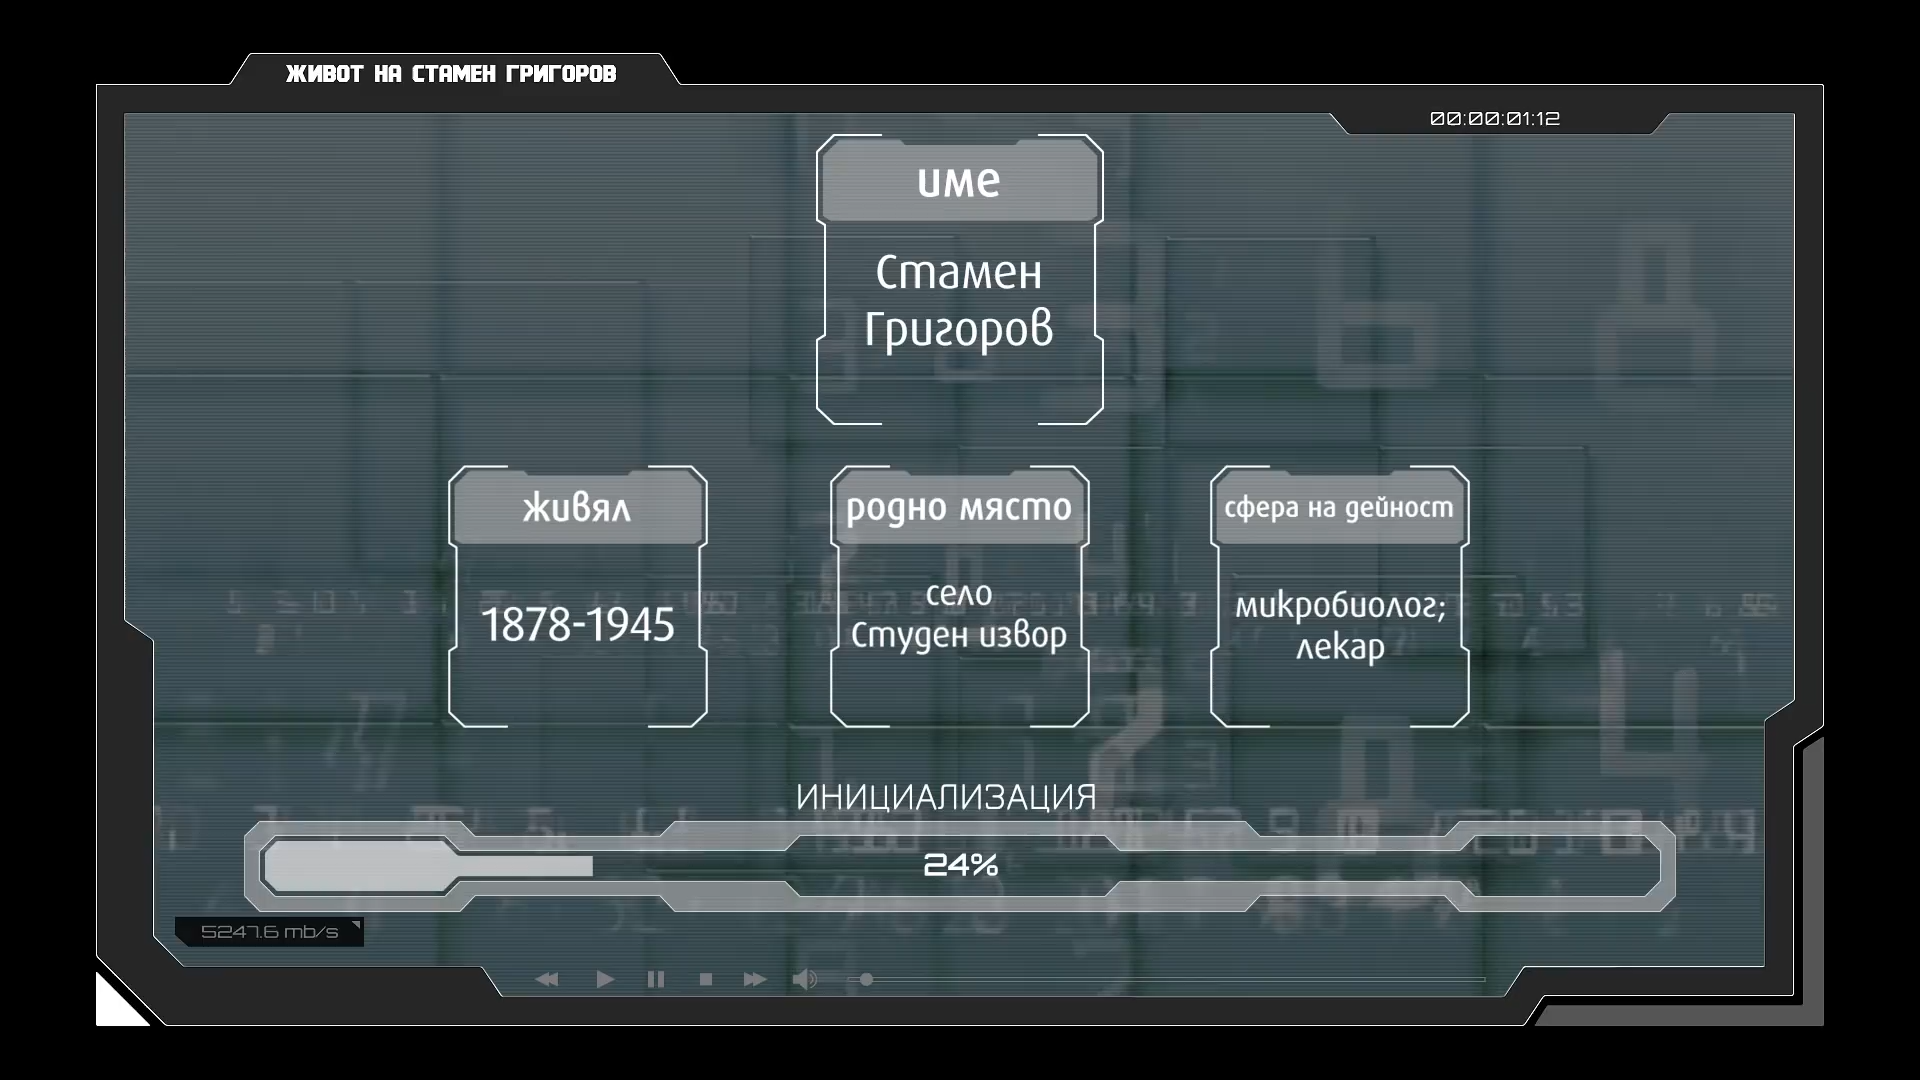 ЖИВОТ НА СТАМЕН ГРИГОРОВ
00:00:01:12
име
Стамен
Григоров
живял
1878-1945
родно място
село
Студен извор
сфера на дейност
микробиолог;
лекар
ИНИЦИАЛИЗАЦИЯ
24%
5247.6 mb/s